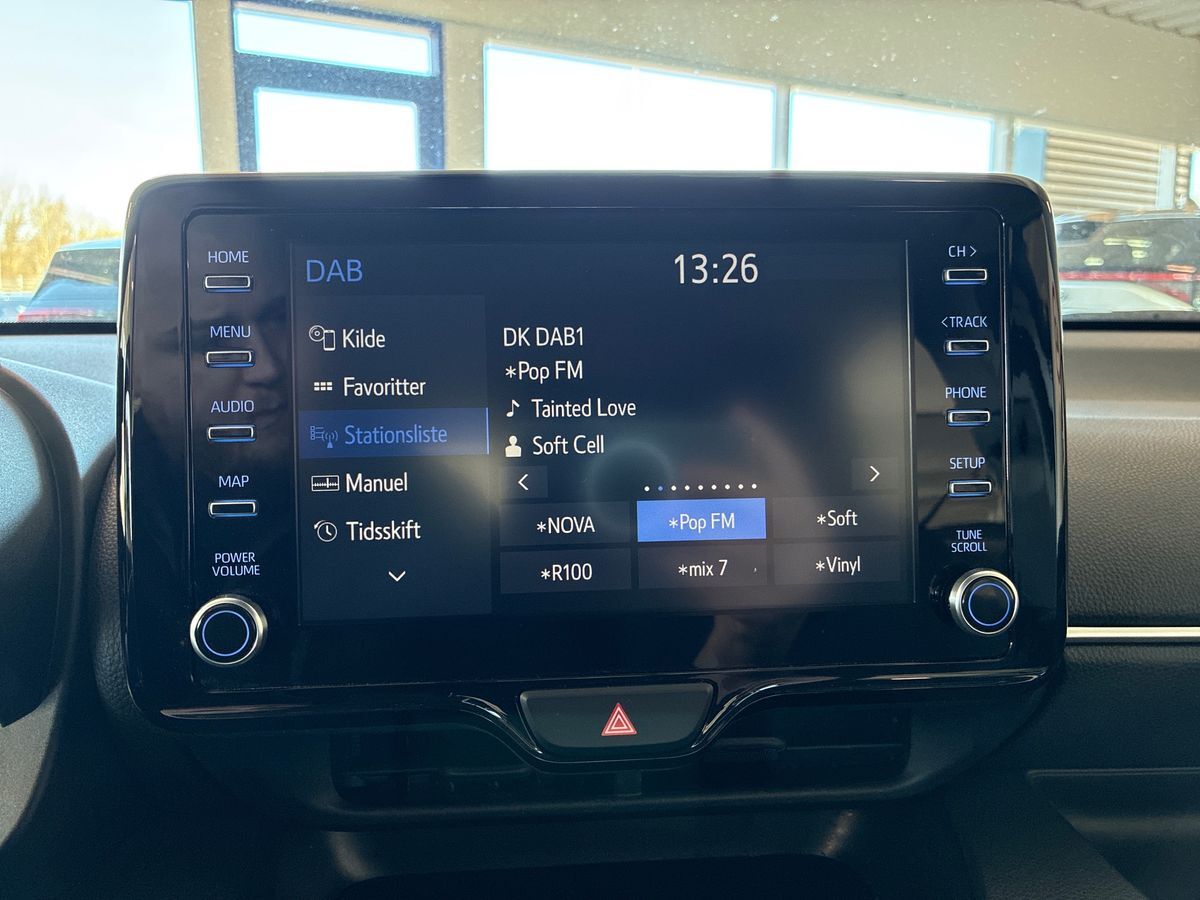 HOME
MENU
AUDIO
MAP
POWER
VOLUME
DAB
13:26
Kilde
Favoritter
Stationsliste
Manuel
Tidsskift
DK DAB1
*Pop FM
Tainted Love
Soft Cell
*NOVA
*Pop FM
*Soft
*R100
*mix 7
*Vinyl
CH >
<TRACK
PHONE
SETUP
TUNE
SCROLL